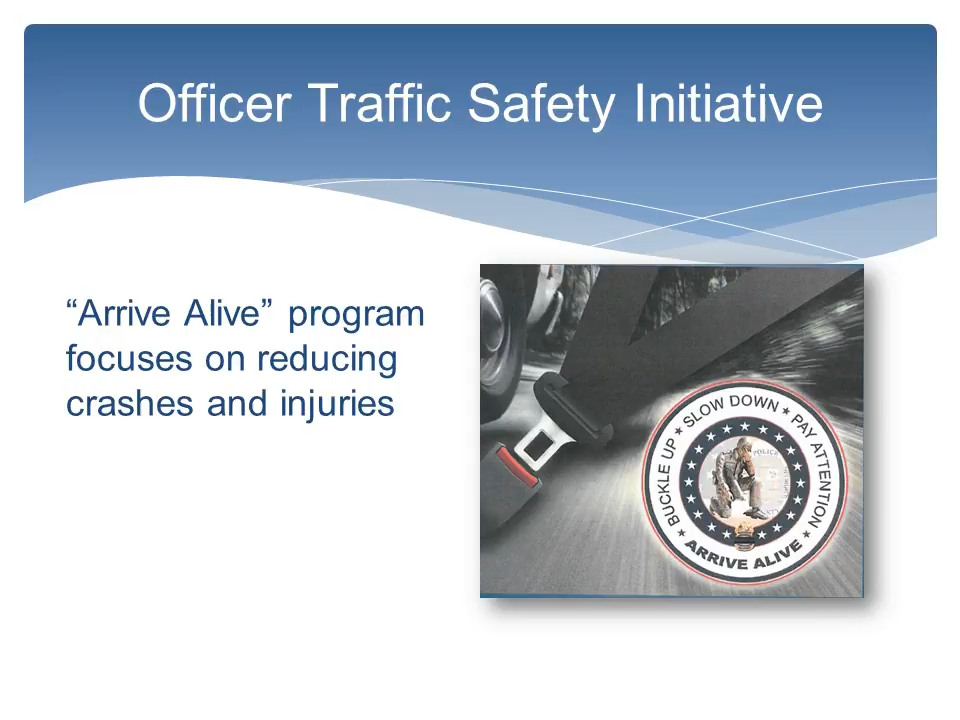 Officer Traffic Safety Initiative
“Arrive Alive” program
focuses on reducing
crashes and injuries
BUCKLE UP ★ SLOW DOWN ★ PAY ATTENTION
★ ARRIVE ALIVE ★
POLICE